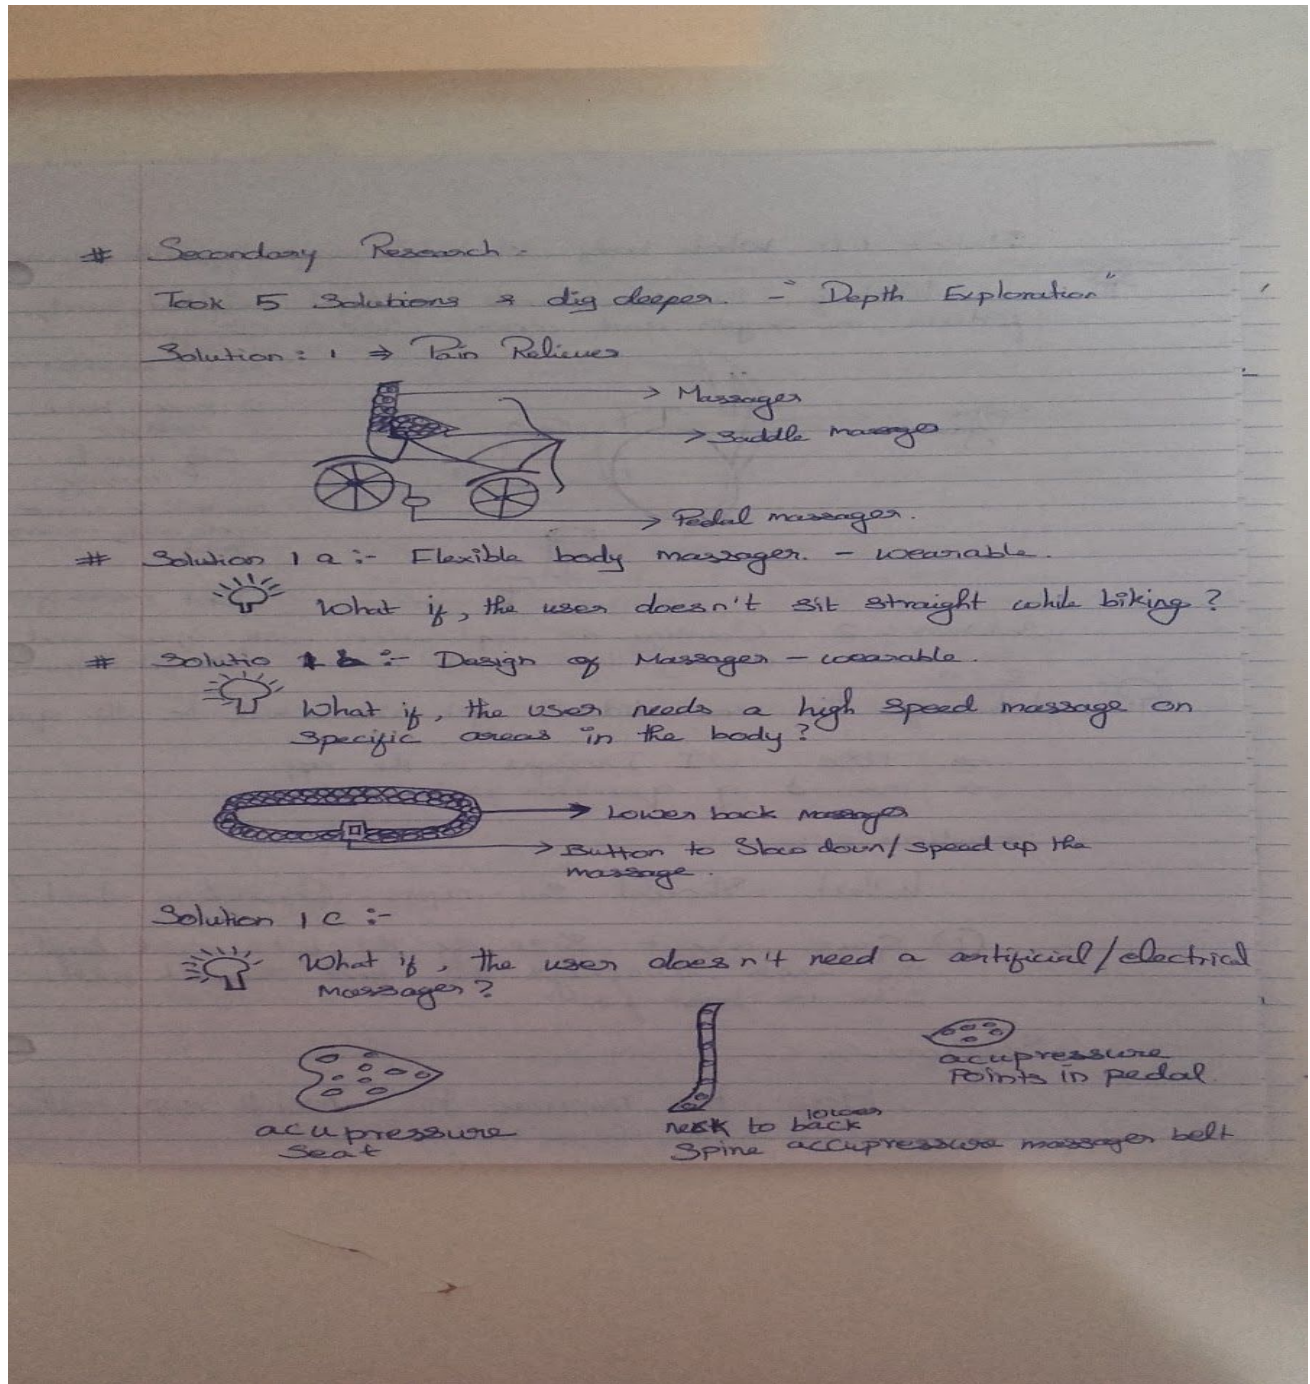 # Secondary Research -
Took 5 Solutions & dig deeper. - "Depth Exploration"
Solution : 1 ⇒ Pain Reliever
Massager
Saddle massager
Pedal massager.
# Solution 1 a :- Flexible body massager. - wearable.
What if, the user doesn't sit straight while biking ?
# Solutio 1 b :- Design of Massager - wearable.
What if, the user needs a high speed massage on
specific areas in the body ?
Lower back massager
Button to Slow down / speed up the
massage.
Solution 1 C :-
What if, the user doesn't need a artificial / electrical
massager ?
acupressure
Seat
neck to lower back
Spine accupressure massager belt
acupressure
Points in pedal.